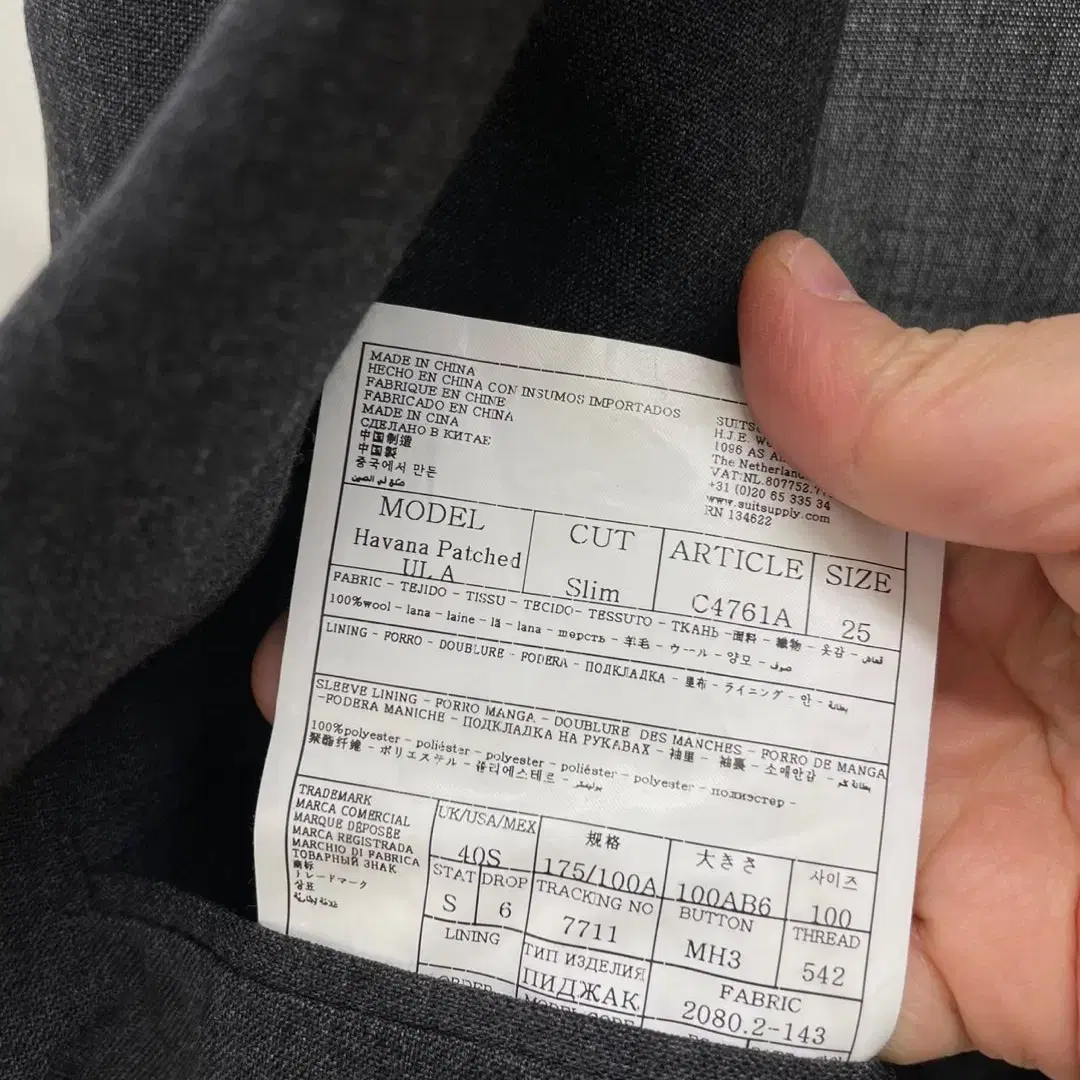 MADE IN CHINA
HECHO EN CHINA CON INSUMOS IMPORTADOS
FABRIQUE EN CHINE
FABRICADO EN CHINA
MADE IN CINA
СДЕЛАНО В КИТАЕ
中国制造
中国製
중국에서 만든
صنع في الصين
H.J.E.
1096 AS
The Netherland
VAT:NL.807752.
+31 (0)20 65 335 34
www.suitsupply.com
RN 134622
MODEL
Havana Patched
UL A
CUT
Slim
ARTICLE
C4761A
SIZE
25
FABRIC - TEJIDO - TISSU - TECIDO- TESSUTO - ТКАНЬ -面料 - 織物 - 옷감 - قماش
100%wool - lana - laine - lã - lana - шерсть - 羊毛 - ウール - 양모 - صوف
LINING - FORRO - DOUBLURE - FODERA - ПОДКЛАДКА - 里布 - ライニング - 안 - بطانة
SLEEVE LINING - FORRO MANGA - DOUBLURE DES MANCHES - FORRO DE MANGA
-FODERA MANICHE - ПОДКЛАДКА НА РУКАВАХ - 袖里 - 袖裏 - 소매안감 - بطانة كم
100%polyester - poliéster - polyester - poliéster - polyester - полиэстер -
聚酯纤维 - ポリエステル - 폴리에스테르 - بوليستر
TRADEMARK
MARCA COMERCIAL
MARQUE DÉPOSÉE
MARCA REGISTRADA
MARCHIO DI FABRICA
ТОВАРНЫЙ ЗНАК
商标
トレードマーク
상표
UK/USA/MEX
40S
规格
175/100A
大きさ
100AB6
사이즈
100
STAT
S
DROP
6
TRACKING NO
7711
BUTTON
MH3
THREAD
542
LINING
ТИП ИЗДЕЛИЯ
ПИДЖАК
FABRIC
2080.2-143
ORDER
MODEL CODE